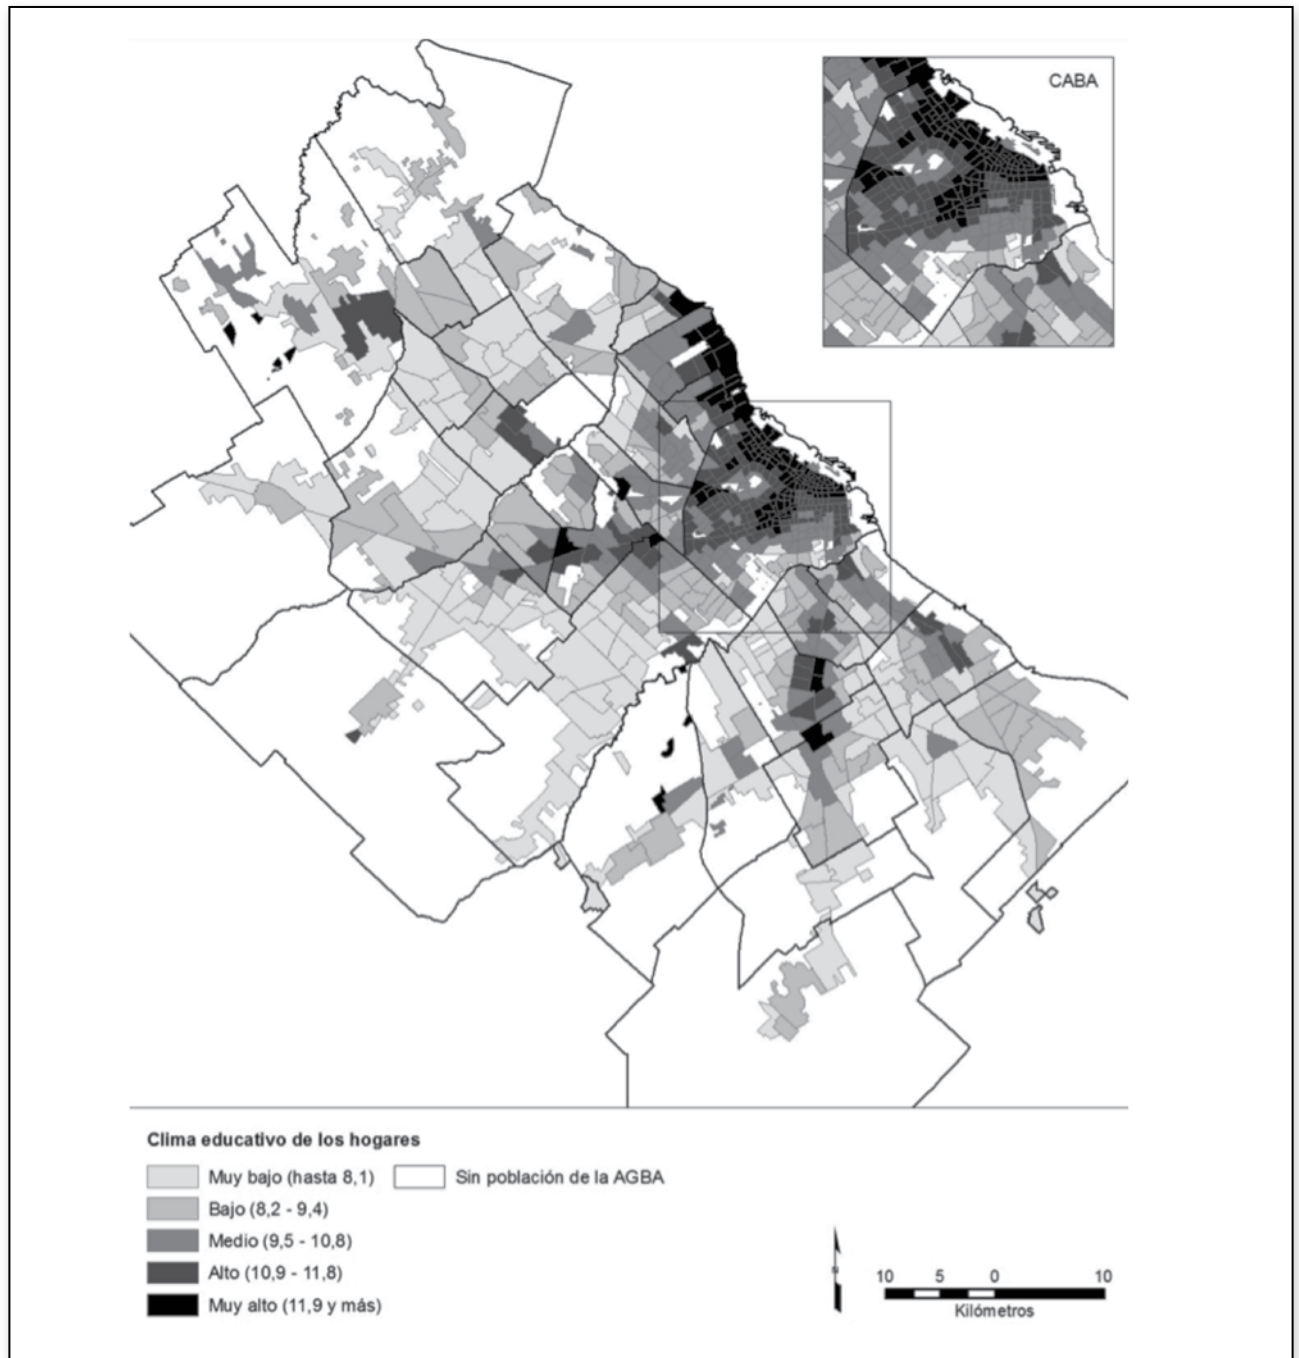 CABA
Clima educativo de los hogares
Muy bajo (hasta 8,1) Sin población de la AGBA
Bajo (8,2 - 9,4)
Medio (9,5 - 10,8)
Alto (10,9 - 11,8)
Muy alto (11,9 y más)
N
10 5 0 10
Kilómetros